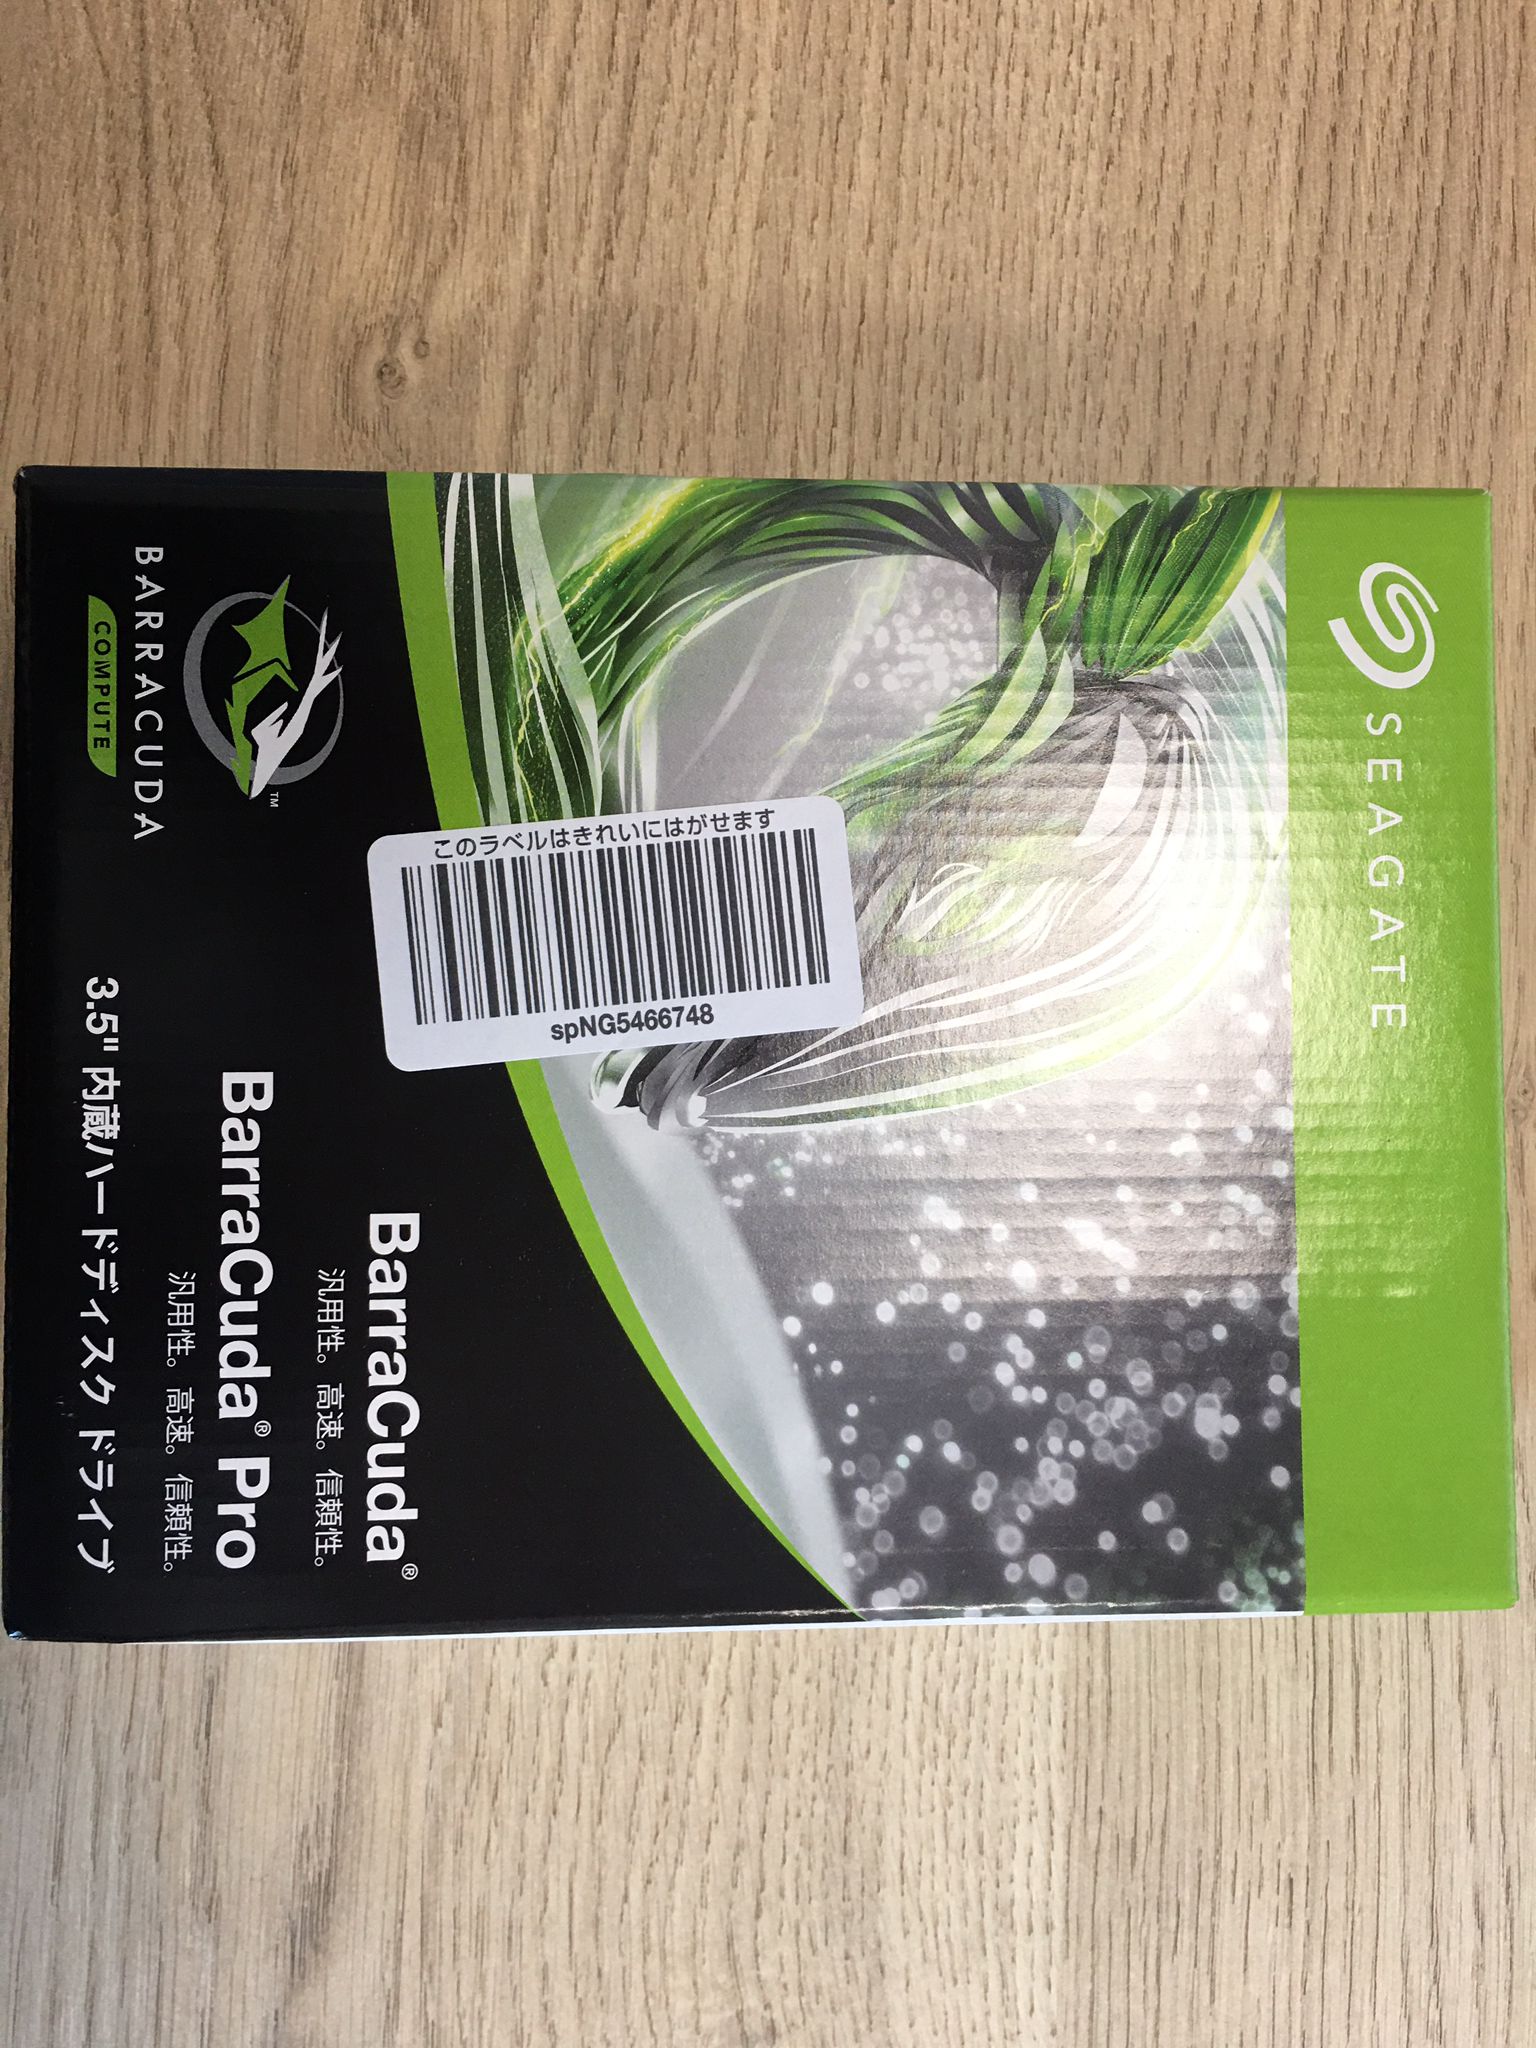 SEAGATE
このラベルはきれいにはがせます
spNG5466748
BarraCuda®
汎用性。高速。信頼性。
BarraCuda® Pro
汎用性。高速。信頼性。
BARRACUDA™
COMPUTE
3.5" 内蔵ハードディスク ドライブ